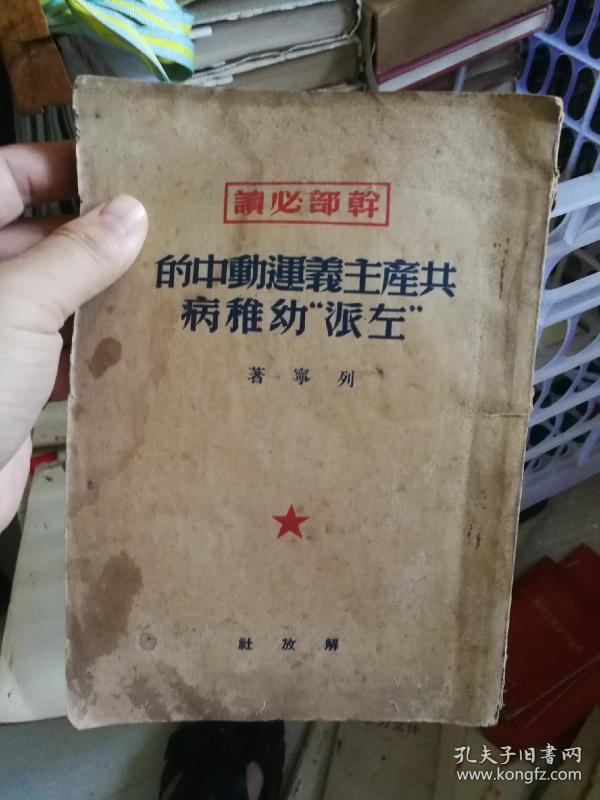 幹部必讀
共產主義運動中的
“左派”幼稚病
列寧著
解放社
孔夫子旧书网
www.kongfz.com